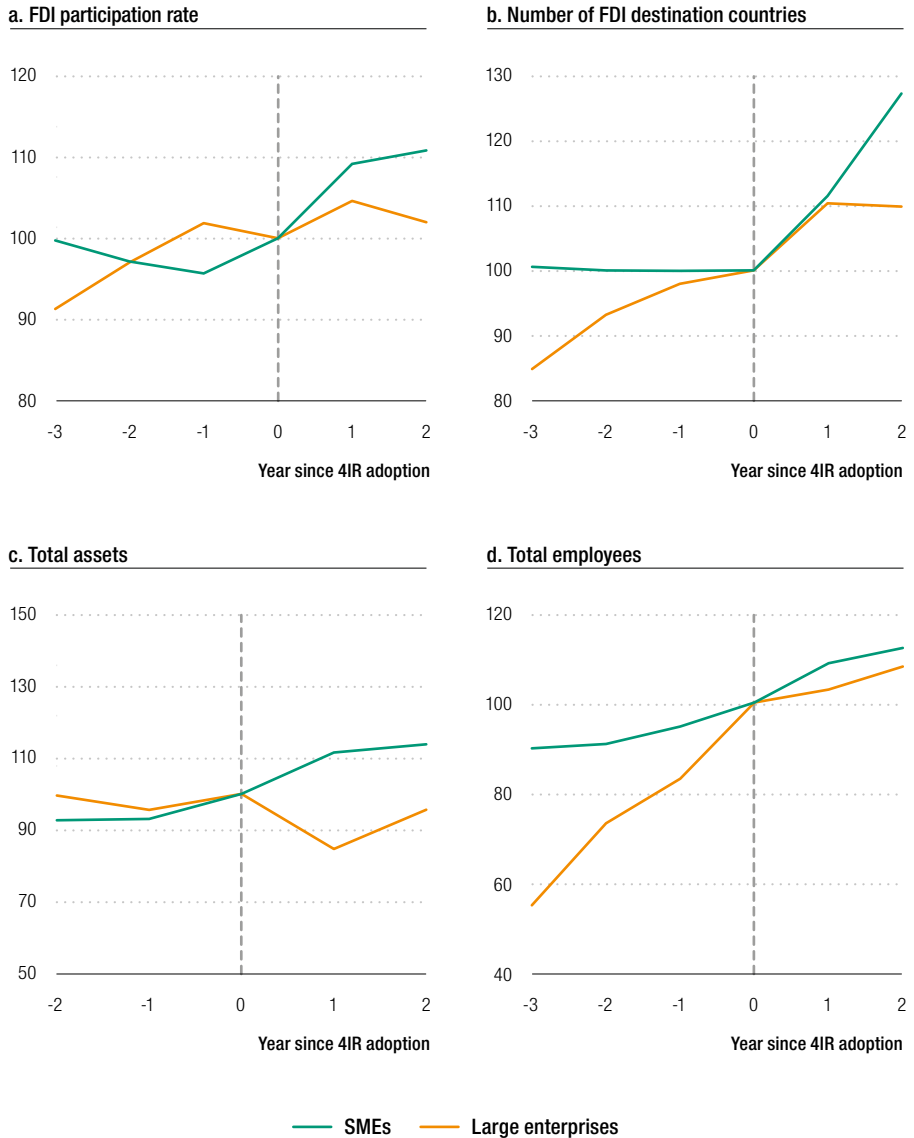 a. FDI participation rate
120
110
100
90
80
-3 -2 -1 0 1 2
Year since 4IR adoption
b. Number of FDI destination countries
130
120
110
100
90
80
-3 -2 -1 0 1 2
Year since 4IR adoption
c. Total assets
150
130
110
90
70
50
-2 -1 0 1 2
Year since 4IR adoption
d. Total employees
120
100
80
60
40
-3 -2 -1 0 1 2
Year since 4IR adoption
SMEs Large enterprises